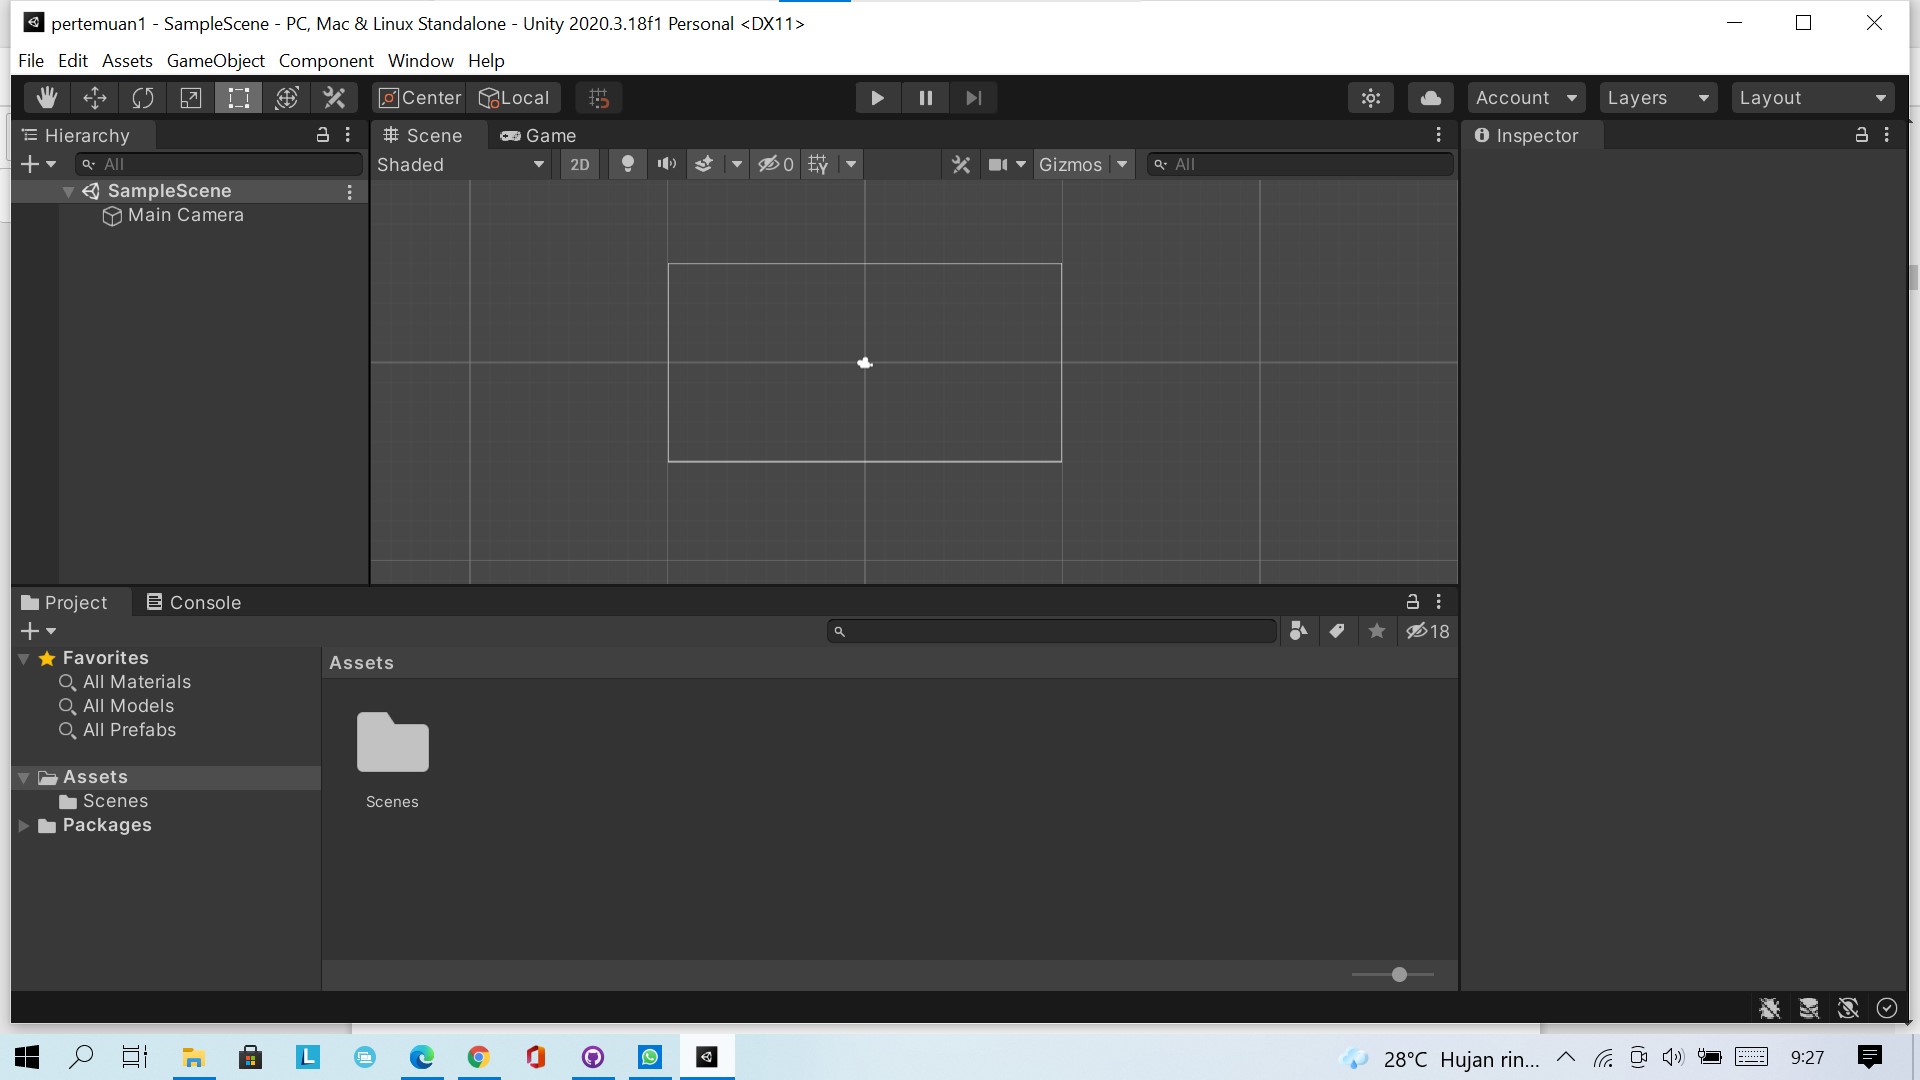 pertemuan1 - SampleScene - PC, Mac & Linux Standalone - Unity 2020.3.18f1 Personal <DX11>
File Edit Assets GameObject Component Window Help
Center Local Account Layers Layout
Hierarchy
All
SampleScene
Main Camera
Scene Game
Shaded 2D 0 Gizmos All
Inspector
Project Console
18
Favorites
All Materials
All Models
All Prefabs
Assets
Scenes
Packages
Assets
Scenes
28°C Hujan rin... 9:27